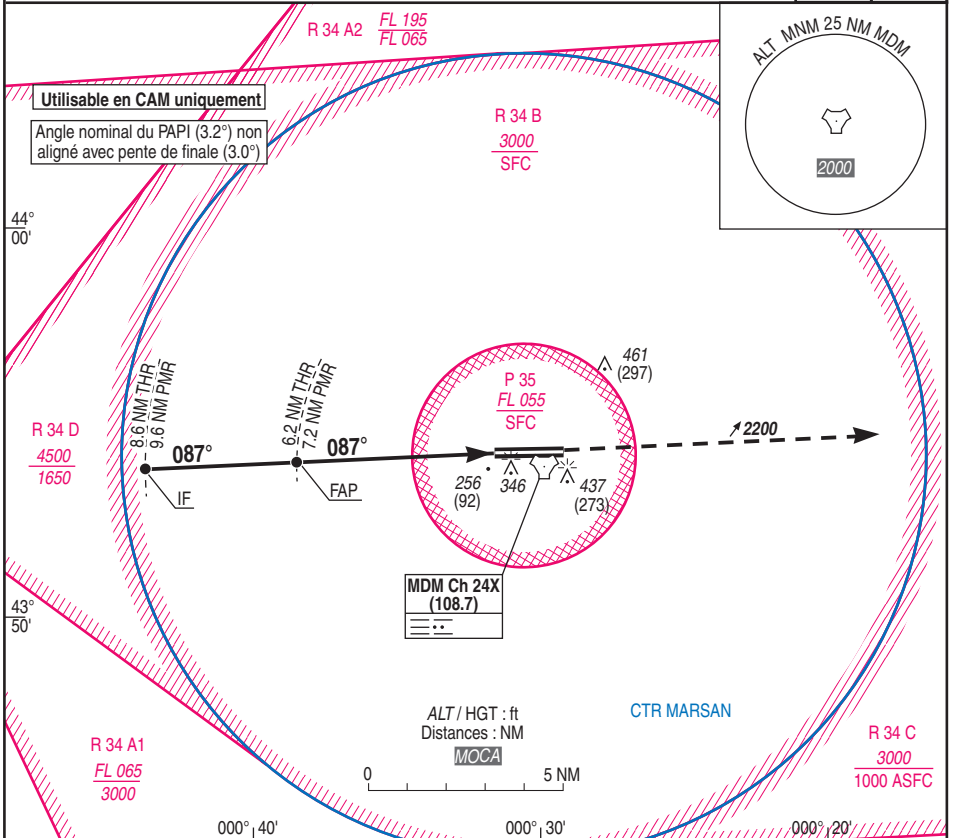 R 34 A2
FL 195
FL 065
ALT MNM 25 NM MDM
2000
Utilisable en CAM uniquement
Angle nominal du PAPI (3.2°) non
aligné avec pente de finale (3.0°)
R 34 B
3000
SFC
44°
00'
8.6 NM THR
9.6 NM PMR
6.2 NM THR
7.2 NM PMR
P 35
FL 055
SFC
461
(297)
R 34 D
4500
1650
087°
087°
2200
IF
FAP
256
(92)
346
437
(273)
MDM Ch 24X
(108.7)
43°
50'
ALT / HGT : ft
Distances : NM
MOCA
0
5 NM
CTR MARSAN
R 34 A1
FL 065
3000
R 34 C
3000
1000 ASFC
000° 40'
000° 30'
000° 20'